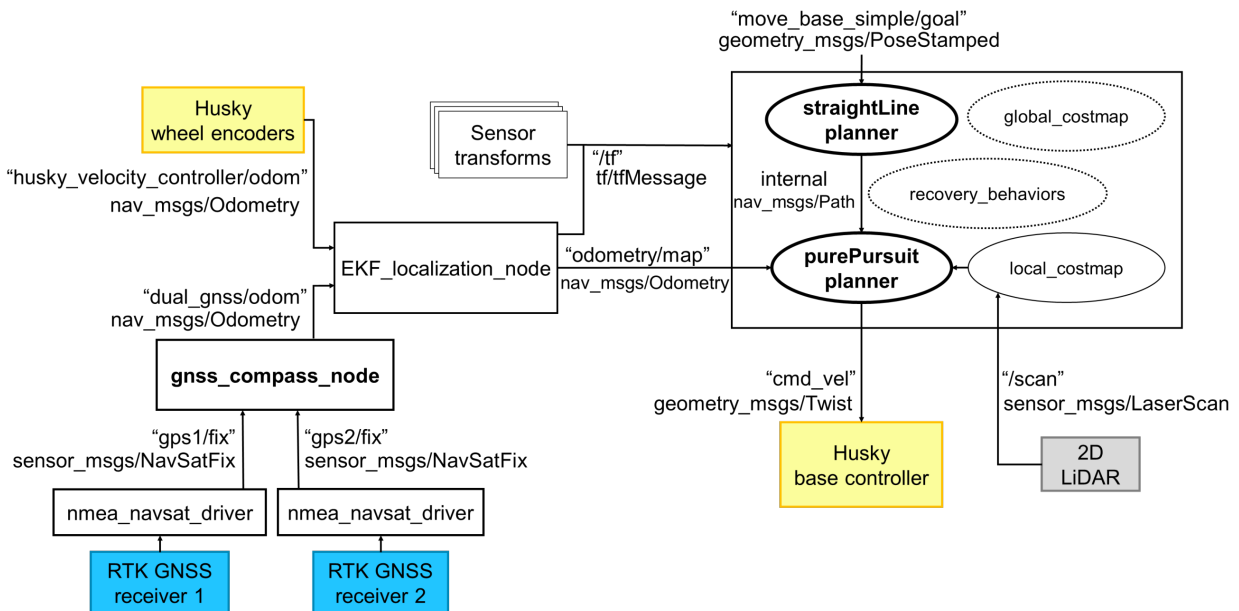 “move_base_simple/goal”
geometry_msgs/PoseStamped
Husky
wheel encoders
Sensor
transforms
straightLine
planner
global_costmap
“/tf”
tf/tfMessage
“husky_velocity_controller/odom”
nav_msgs/Odometry
internal
nav_msgs/Path
recovery_behaviors
EKF_localization_node
“odometry/map”
nav_msgs/Odometry
purePursuit
planner
local_costmap
“dual_gnss/odom”
nav_msgs/Odometry
gnss_compass_node
“cmd_vel”
geometry_msgs/Twist
“/scan”
sensor_msgs/LaserScan
“gps1/fix”
sensor_msgs/NavSatFix
“gps2/fix”
sensor_msgs/NavSatFix
Husky
base controller
2D
LiDAR
nmea_navsat_driver
nmea_navsat_driver
RTK GNSS
receiver 1
RTK GNSS
receiver 2